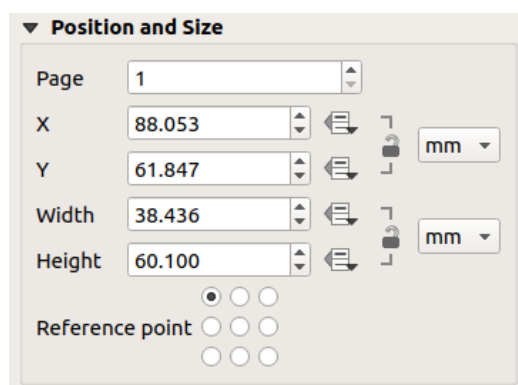 Position and Size
Page 1
X 88.053
mm
Y 61.847
Width 38.436
mm
Height 60.100
Reference point